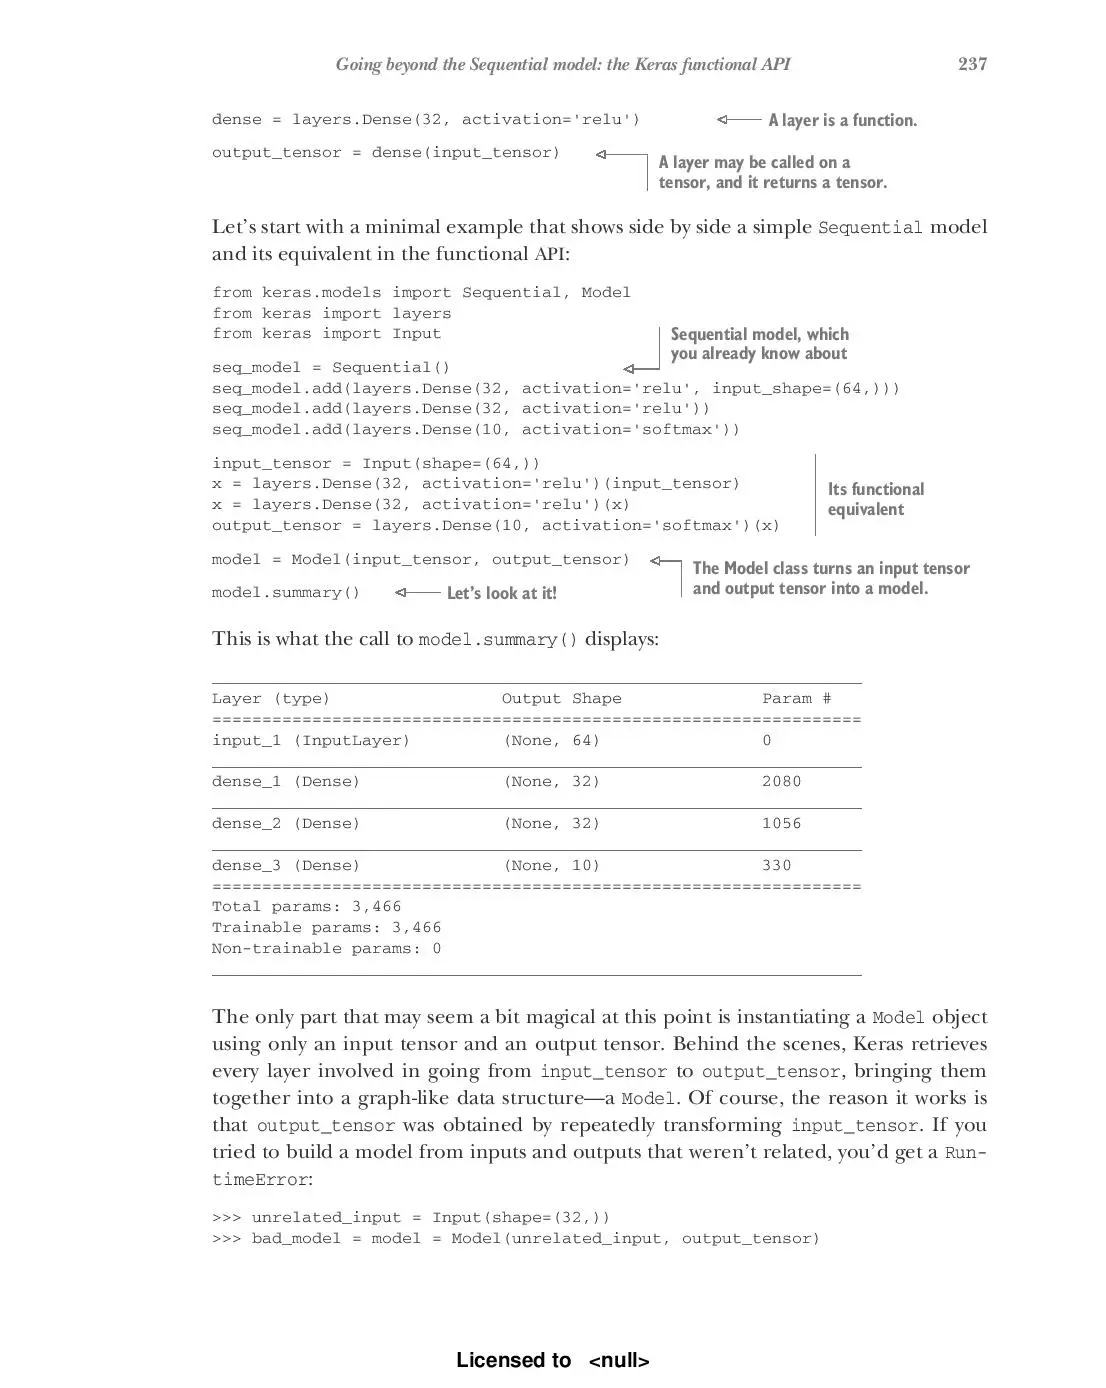 Going beyond the Sequential model: the Keras functional API 237
dense = layers.Dense(32, activation='relu') A layer is a function.
output_tensor = dense(input_tensor)
A layer may be called on a
tensor, and it returns a tensor.
Let's start with a minimal example that shows side by side a simple Sequential model
and its equivalent in the functional API:
from keras.models import Sequential, Model
from keras import layers
from keras import Input
Sequential model, which
you already know about
seq_model = Sequential()
seq_model.add(layers.Dense(32, activation='relu', input_shape=(64,)))
seq_model.add(layers.Dense(32, activation='relu'))
seq_model.add(layers.Dense(10, activation='softmax'))
input_tensor = Input(shape=(64,))
x = layers.Dense(32, activation='relu')(input_tensor)
x = layers.Dense(32, activation='relu')(x)
output_tensor = layers.Dense(10, activation='softmax')(x)
Its functional
equivalent
model = Model(input_tensor, output_tensor)
The Model class turns an input tensor
and output tensor into a model.
model.summary() Let's look at it!
This is what the call to model.summary() displays:
Layer (type) Output Shape Param #
=================================================================
input_1 (InputLayer) (None, 64) 0
dense_1 (Dense) (None, 32) 2080
dense_2 (Dense) (None, 32) 1056
dense_3 (Dense) (None, 10) 330
=================================================================
Total params: 3,466
Trainable params: 3,466
Non-trainable params: 0
The only part that may seem a bit magical at this point is instantiating a Model object
using only an input tensor and an output tensor. Behind the scenes, Keras retrieves
every layer involved in going from input_tensor to output_tensor, bringing them
together into a graph-like data structure—a Model. Of course, the reason it works is
that output_tensor was obtained by repeatedly transforming input_tensor. If you
tried to build a model from inputs and outputs that weren't related, you'd get a Run-
timeError:
>>> unrelated_input = Input(shape=(32,))
>>> bad_model = model = Model(unrelated_input, output_tensor)
Licensed to <null>